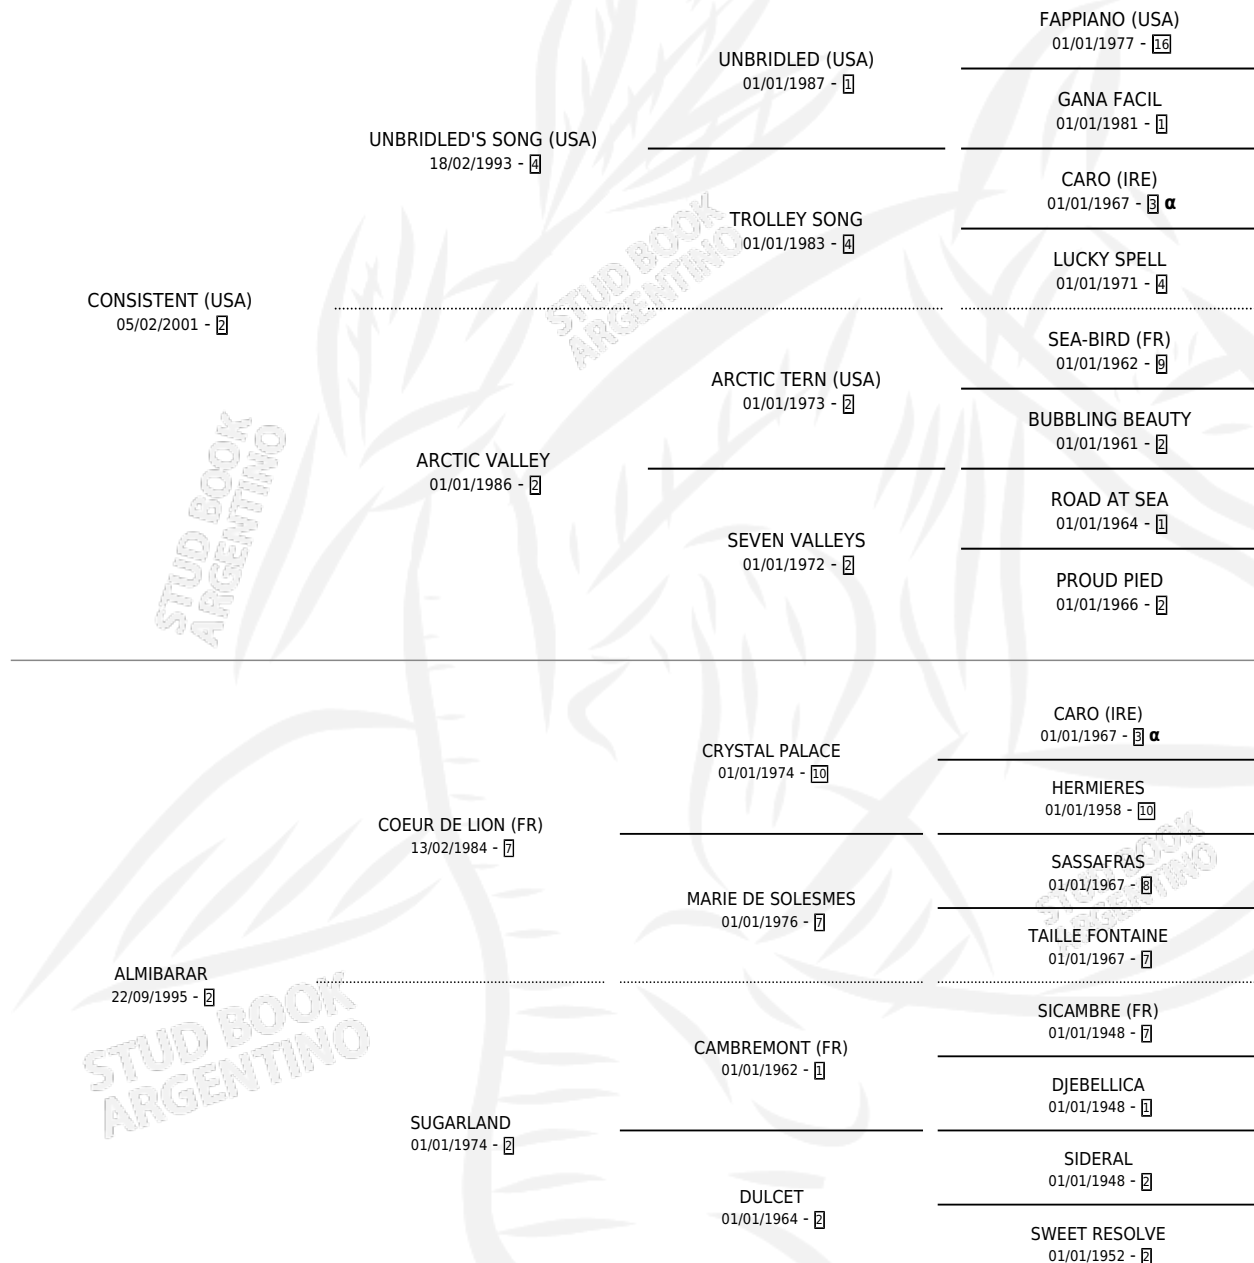 FAPPIANO (USA)
01/01/1977 - 16
UNBRIDLED (USA)
01/01/1987 - 1
GANA FACIL
01/01/1981 - 1
UNBRIDLED'S SONG (USA)
18/02/1993 - 4
CARO (IRE)
01/01/1967 - 3 α
TROLLEY SONG
01/01/1983 - 4
LUCKY SPELL
01/01/1971 - 4
CONSISTENT (USA)
05/02/2001 - 2
SEA-BIRD (FR)
01/01/1962 - 9
ARCTIC TERN (USA)
01/01/1973 - 2
BUBBLING BEAUTY
01/01/1961 - 2
ARCTIC VALLEY
01/01/1986 - 2
ROAD AT SEA
01/01/1964 - 1
SEVEN VALLEYS
01/01/1972 - 2
PROUD PIED
01/01/1966 - 2
CARO (IRE)
01/01/1967 - 3 α
CRYSTAL PALACE
01/01/1974 - 10
HERMIERES
01/01/1958 - 10
COEUR DE LION (FR)
13/02/1984 - 7
SASSAFRAS
01/01/1967 - 8
MARIE DE SOLESMES
01/01/1976 - 7
TAILLE FONTAINE
01/01/1967 - 7
ALMIBARAR
22/09/1995 - 2
SICAMBRE (FR)
01/01/1948 - 7
CAMBREMONT (FR)
01/01/1962 - 1
DJEBELLICA
01/01/1948 - 1
SUGARLAND
01/01/1974 - 2
SIDERAL
01/01/1948 - 2
DULCET
01/01/1964 - 2
SWEET RESOLVE
01/01/1952 - 2
STUD BOOK
ARGENTINO
STUD BOOK
ARGENTINO
STUD BOOK
ARGENTINO
STUD BOOK
ARGENTINO